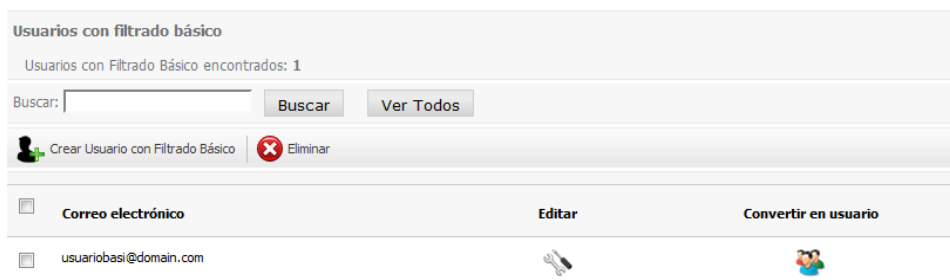 Usuarios con filtrado básico
Usuarios con Filtrado Básico encontrados: 1
Buscar: Buscar Ver Todos
Crear Usuario con Filtrado Básico Eliminar
Correo electrónico Editar Convertir en usuario
usuariobasi@domain.com